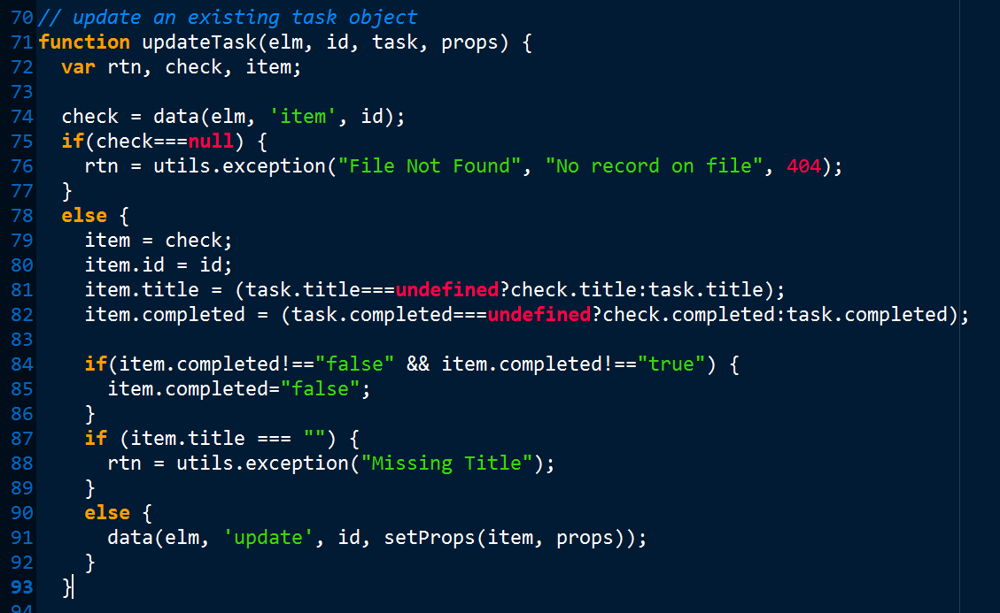 70 // update an existing task object
71 function updateTask(elm, id, task, props) {
72   var rtn, check, item;
73
74   check = data(elm, 'item', id);
75   if(check===null) {
76     rtn = utils.exception("File Not Found", "No record on file", 404);
77   }
78   else {
79     item = check;
80     item.id = id;
81     item.title = (task.title===undefined?check.title:task.title);
82     item.completed = (task.completed===undefined?check.completed:task.completed);
83
84     if(item.completed!=="false" && item.completed!=="true") {
85       item.completed="false";
86     }
87     if (item.title === "") {
88       rtn = utils.exception("Missing Title");
89     }
90     else {
91       data(elm, 'update', id, setProps(item, props));
92     }
93   }
94